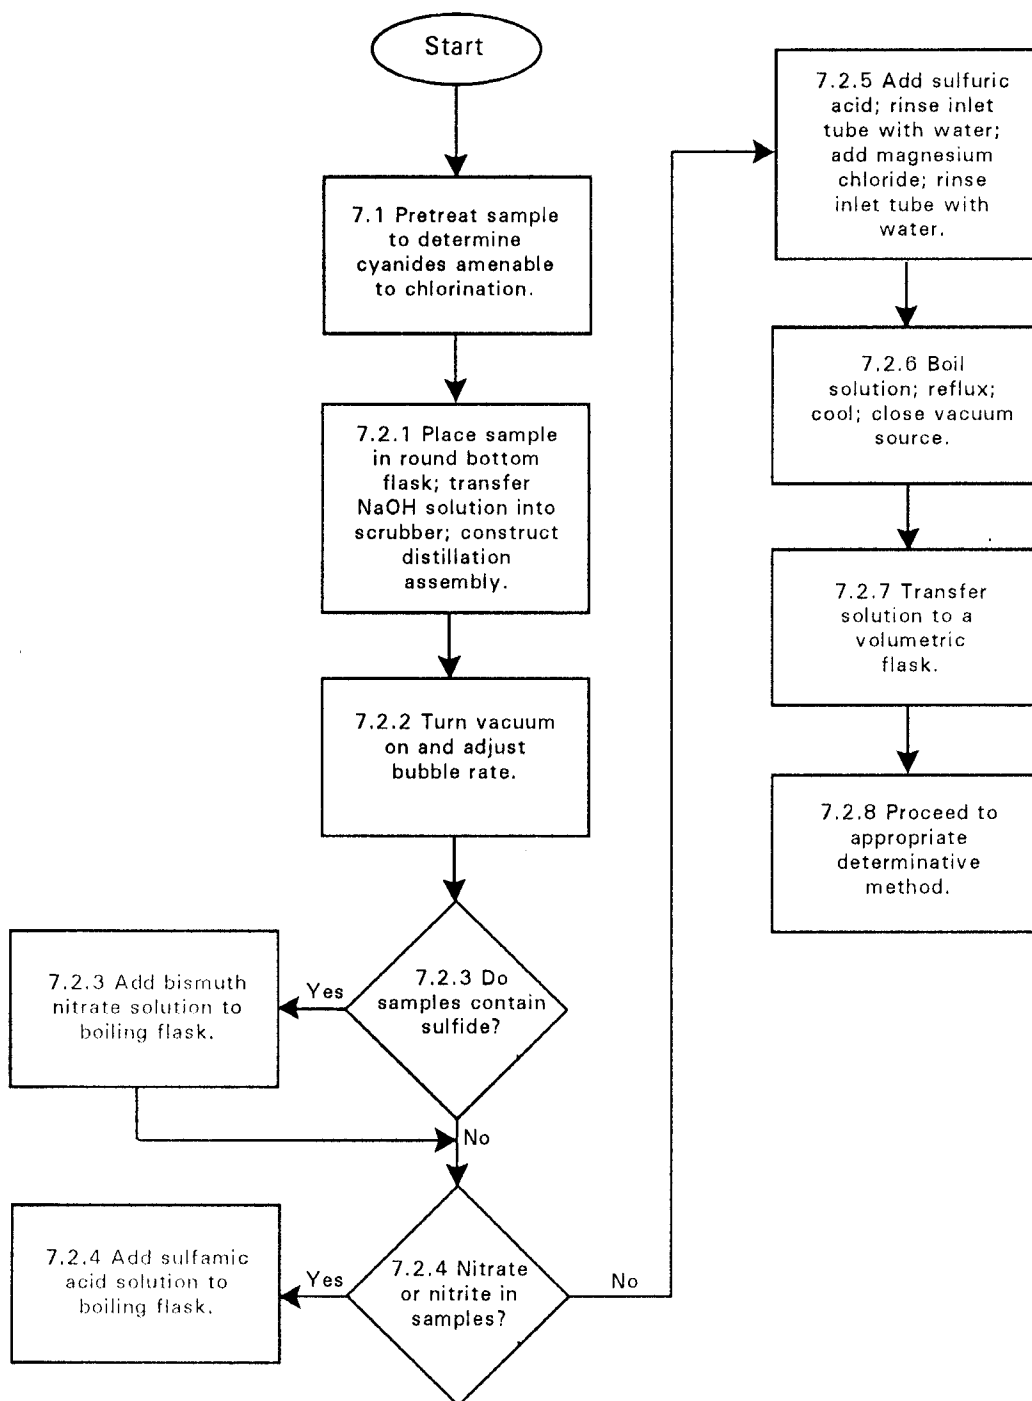 Start
7.1 Pretreat sample
to determine
cyanides amenable
to chlorination.
7.2.1 Place sample
in round bottom
flask; transfer
NaOH solution into
scrubber; construct
distillation
assembly.
7.2.2 Turn vacuum
on and adjust
bubble rate.
7.2.3 Do
samples contain
sulfide?
Yes
7.2.3 Add bismuth
nitrate solution to
boiling flask.
No
7.2.4 Nitrate
or nitrite in
samples?
Yes
7.2.4 Add sulfamic
acid solution to
boiling flask.
No
7.2.5 Add sulfuric
acid; rinse inlet
tube with water;
add magnesium
chloride; rinse
inlet tube with
water.
7.2.6 Boil
solution; reflux;
cool; close vacuum
source.
7.2.7 Transfer
solution to a
volumetric
flask.
7.2.8 Proceed to
appropriate
determinative
method.